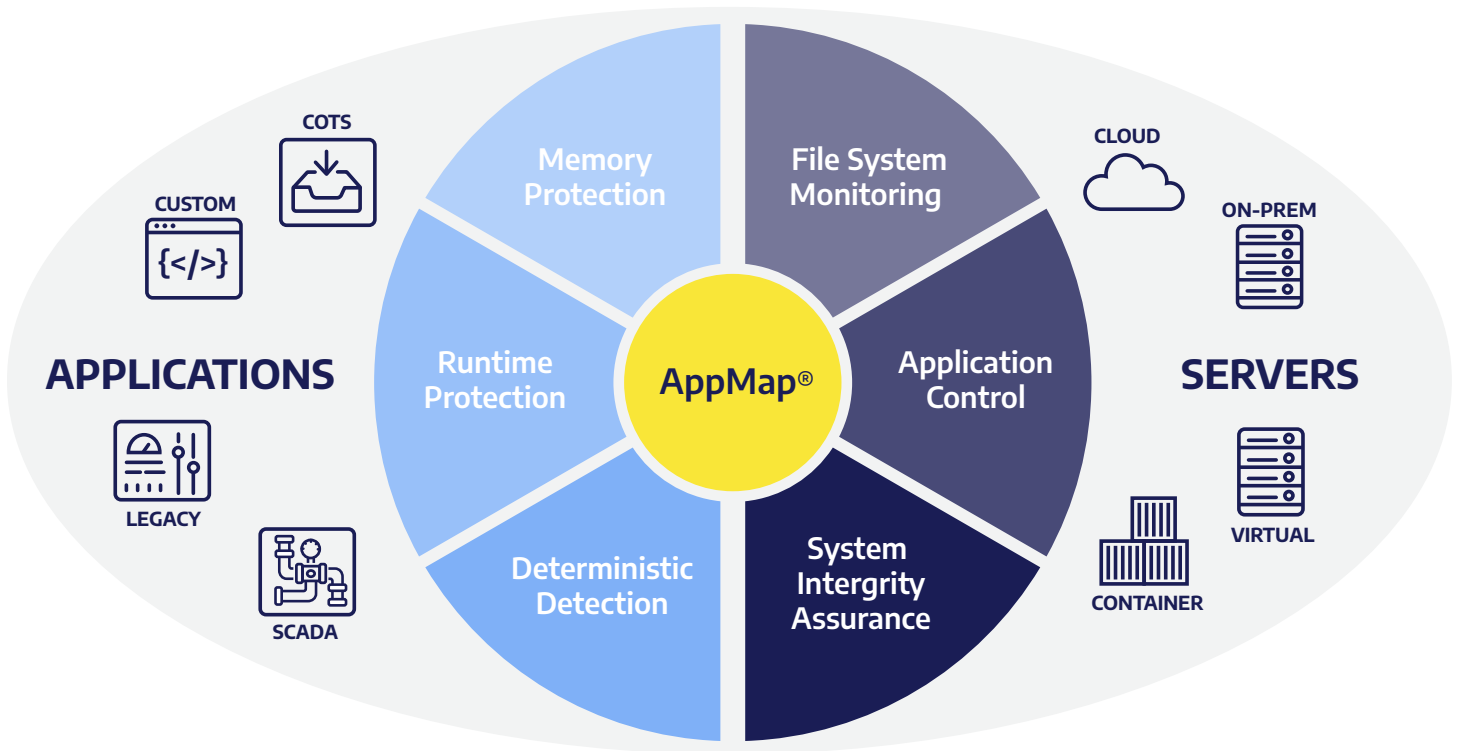 COTS
CUSTOM
{</>}
APPLICATIONS
LEGACY
SCADA
Memory
Protection
Runtime
Protection
Deterministic
Detection
AppMap®
File System
Monitoring
Application
Control
System
Intergrity
Assurance
CLOUD
ON-PREM
SERVERS
VIRTUAL
CONTAINER